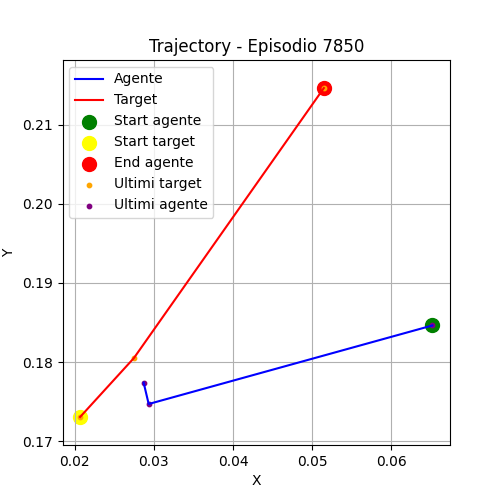 Trajectory - Episodio 7850
Agente
Target
Start agente
Start target
End agente
Ultimi target
Ultimi agente
Y
0.21
0.20
0.19
0.18
0.17
0.02 0.03 0.04 0.05 0.06
X